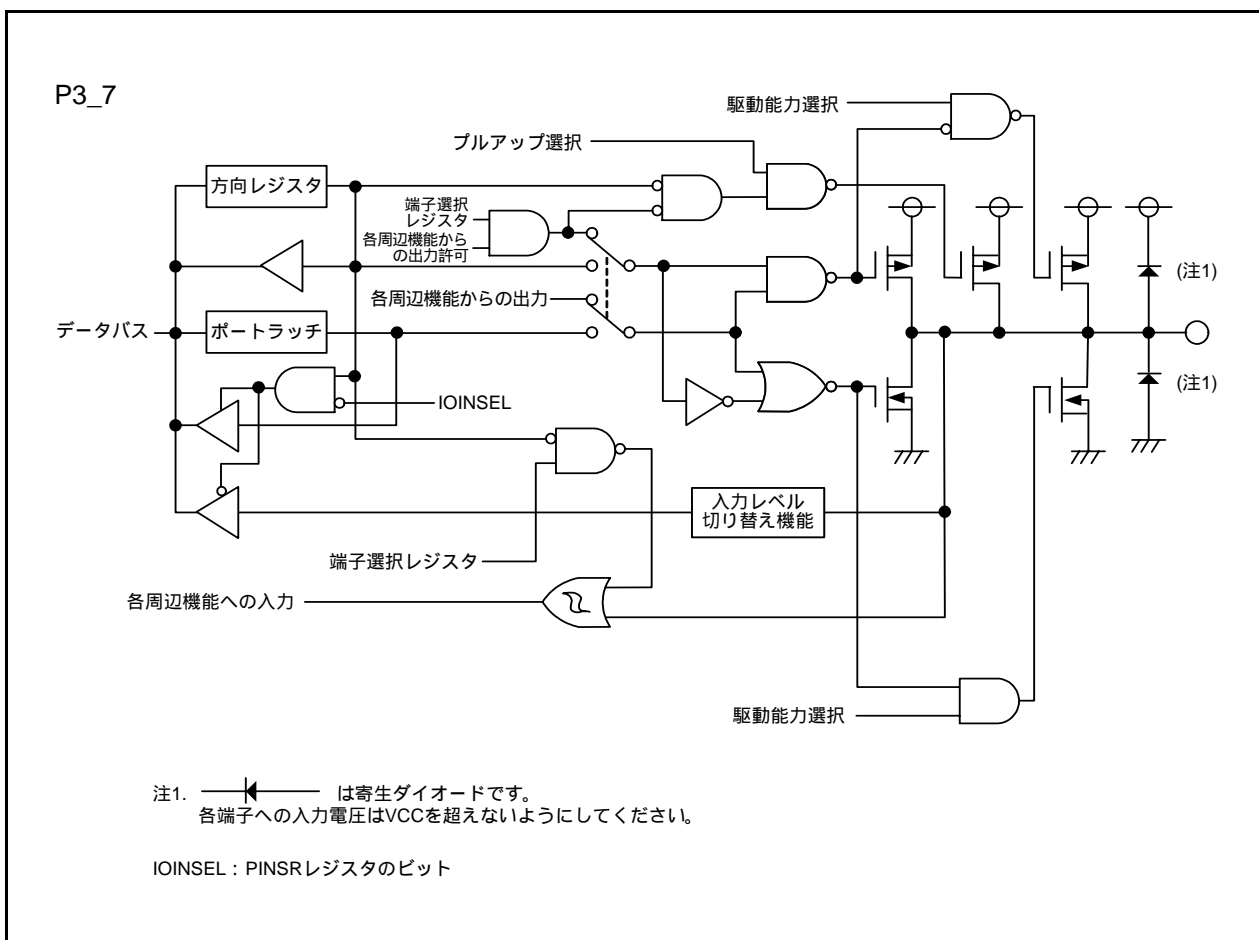 P3_7
駆動能力選択
プルアップ選択
方向レジスタ
端子選択
レジスタ
各周辺機能から
の出力許可
(注1)
各周辺機能からの出力
データバス
ポートラッチ
(注1)
IOINSEL
入力レベル
切り替え機能
端子選択レジスタ
各周辺機能への入力
駆動能力選択
注1. は寄生ダイオードです。
各端子への入力電圧はVCCを超えないようにしてください。
IOINSEL：PINSRレジスタのビット